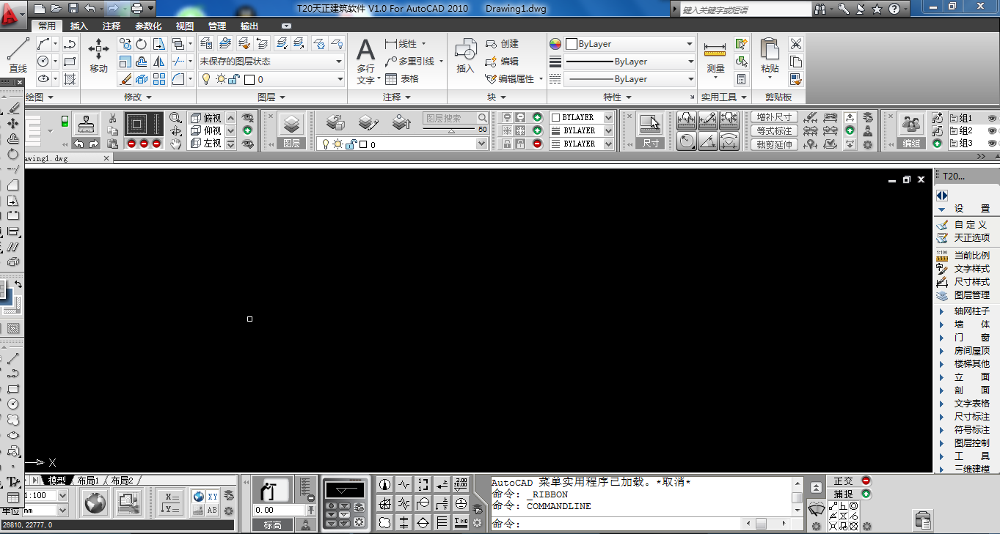 T20天正建筑软件 V1.0 For AutoCAD 2010 Drawing1.dwg
键入关键字或短语
常用 插入 注释 参数化 视图 管理 输出
直线
移动
未保存的图层状态
0
多行
文字
线性
多重引线
表格
插入
创建
编辑
编辑属性
ByLayer
ByLayer
ByLayer
测量
粘贴
绘图 修改 图层 注释 块 特性 实用工具 剪贴板
俯视
仰视
左视
图层
图层搜索
50
0
BYLAYER
BYLAYER
BYLAYER
尺寸
增补尺寸
等式标注
裁剪延伸
编组
组1
组2
组3
awing1.dwg
T20...
设 置
自 定 义
天正选项
1:100
当前比例
文字样式
尺寸样式
图层管理
轴网柱子
墙 体
门 窗
房间屋顶
楼梯其他
立 面
剖 面
文字表格
尺寸标注
符号标注
图层控制
工 具
三维建模
X
模型 布局1 布局2
1:100
单位 mm
26810, 22777, 0
X=
Y=
XY
AB
0.00
标高
AutoCAD 菜单实用程序已加载。*取消*
命令: _RIBBON
命令: COMMANDLINE
命令:
正交
捕捉